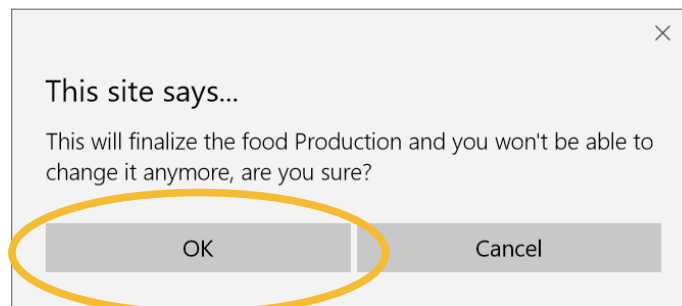 This site says...
This will finalize the food Production and you won't be able to
change it anymore, are you sure?
OK
Cancel